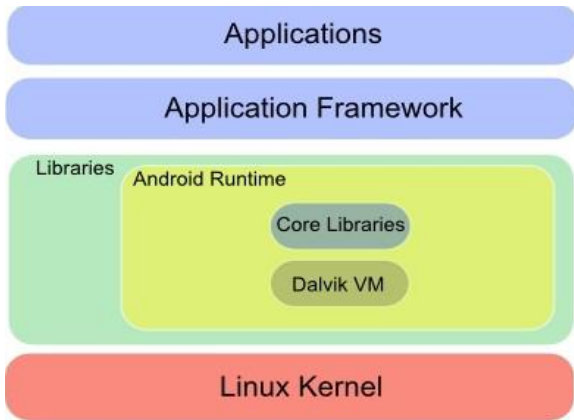 Applications
Application Framework
Libraries
Android Runtime
Core Libraries
Dalvik VM
Linux Kernel